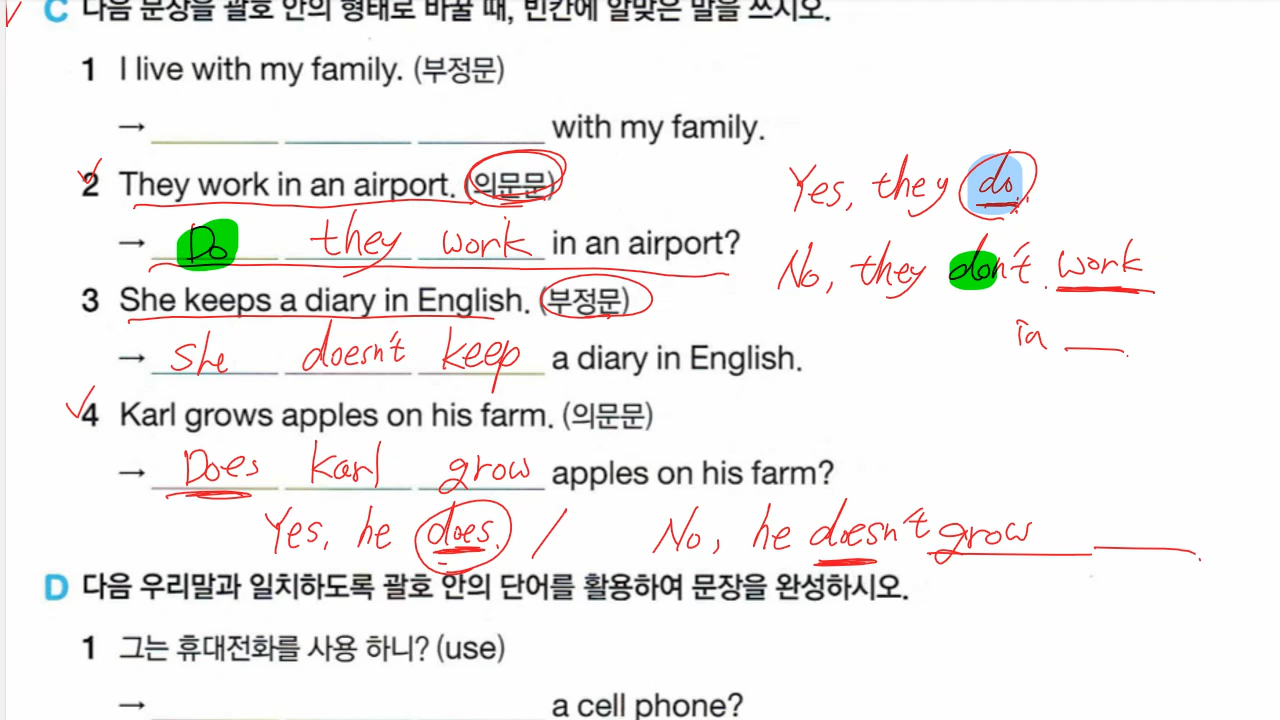 C 다음 문장을 괄호 안의 형태로 바꿀 때, 빈칸에 알맞은 말을 쓰시오.
1 I live with my family. (부정문)
→ with my family.
2 They work in an airport. (의문문)
→ Do they work in an airport?
Yes, they do.
No, they don't. work
in
3 She keeps a diary in English. (부정문)
→ She doesn't keep a diary in English.
4 Karl grows apples on his farm. (의문문)
→ Does Karl grow apples on his farm?
Yes, he does. / No, he doesn't grow
D 다음 우리말과 일치하도록 괄호 안의 단어를 활용하여 문장을 완성하시오.
1 그는 휴대전화를 사용 하니? (use)
→ a cell phone?